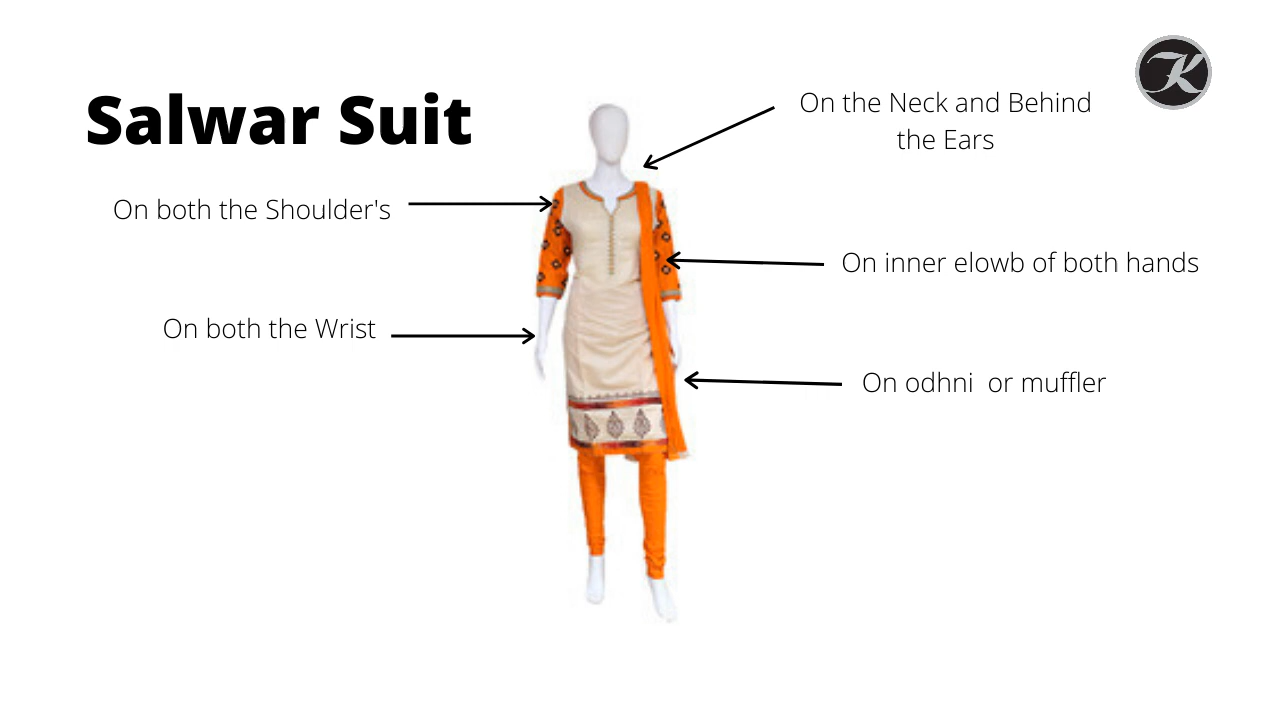 Salwar Suit
On the Neck and Behind
the Ears
On both the Shoulder's
On inner elowb of both hands
On both the Wrist
On odhni  or muffler
K